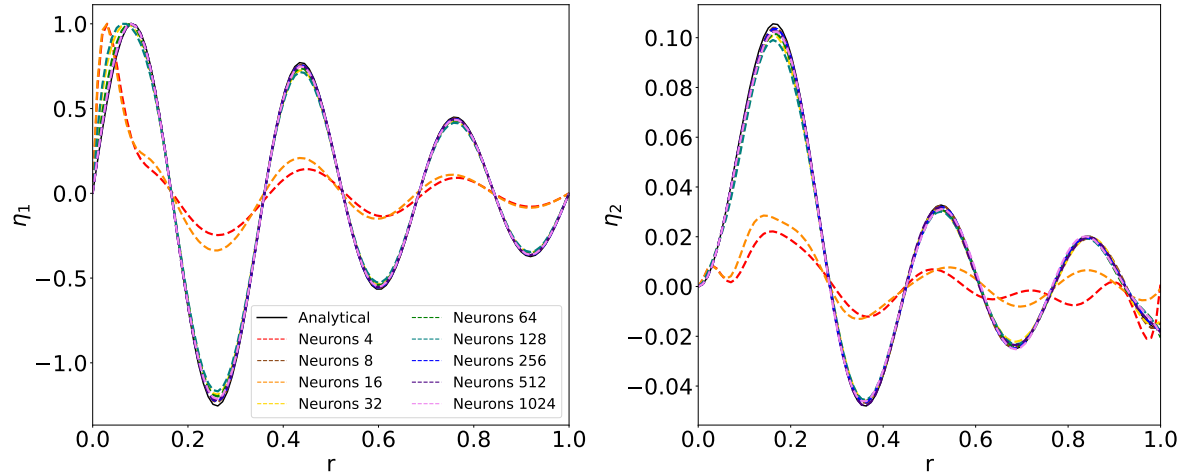 1.0
0.5
0.0
−0.5
−1.0
η1
0.0
0.2
0.4
0.6
0.8
1.0
r
Analytical
Neurons 4
Neurons 8
Neurons 16
Neurons 32
Neurons 64
Neurons 128
Neurons 256
Neurons 512
Neurons 1024
0.10
0.08
0.06
0.04
0.02
0.00
−0.02
−0.04
η2
0.0
0.2
0.4
0.6
0.8
1.0
r